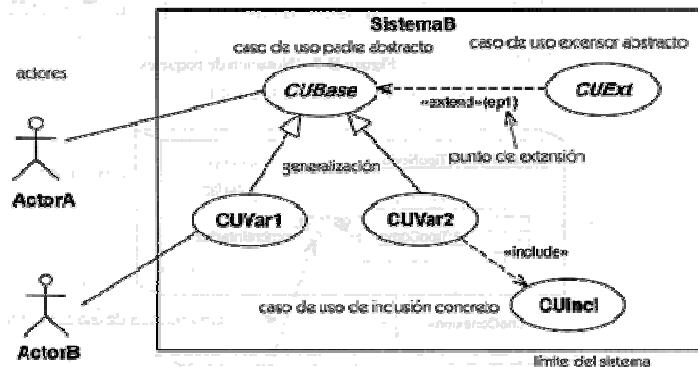 SistemaB
caso de uso padre abstracto
caso de uso extensor abstracto
actores
CUBase
CUExt
«extend»(ep1)
punto de extensión
generalización
ActorA
CUVar1
CUVar2
«include»
caso de uso de inclusión concreto
CUIncl
ActorB
límite del sistema